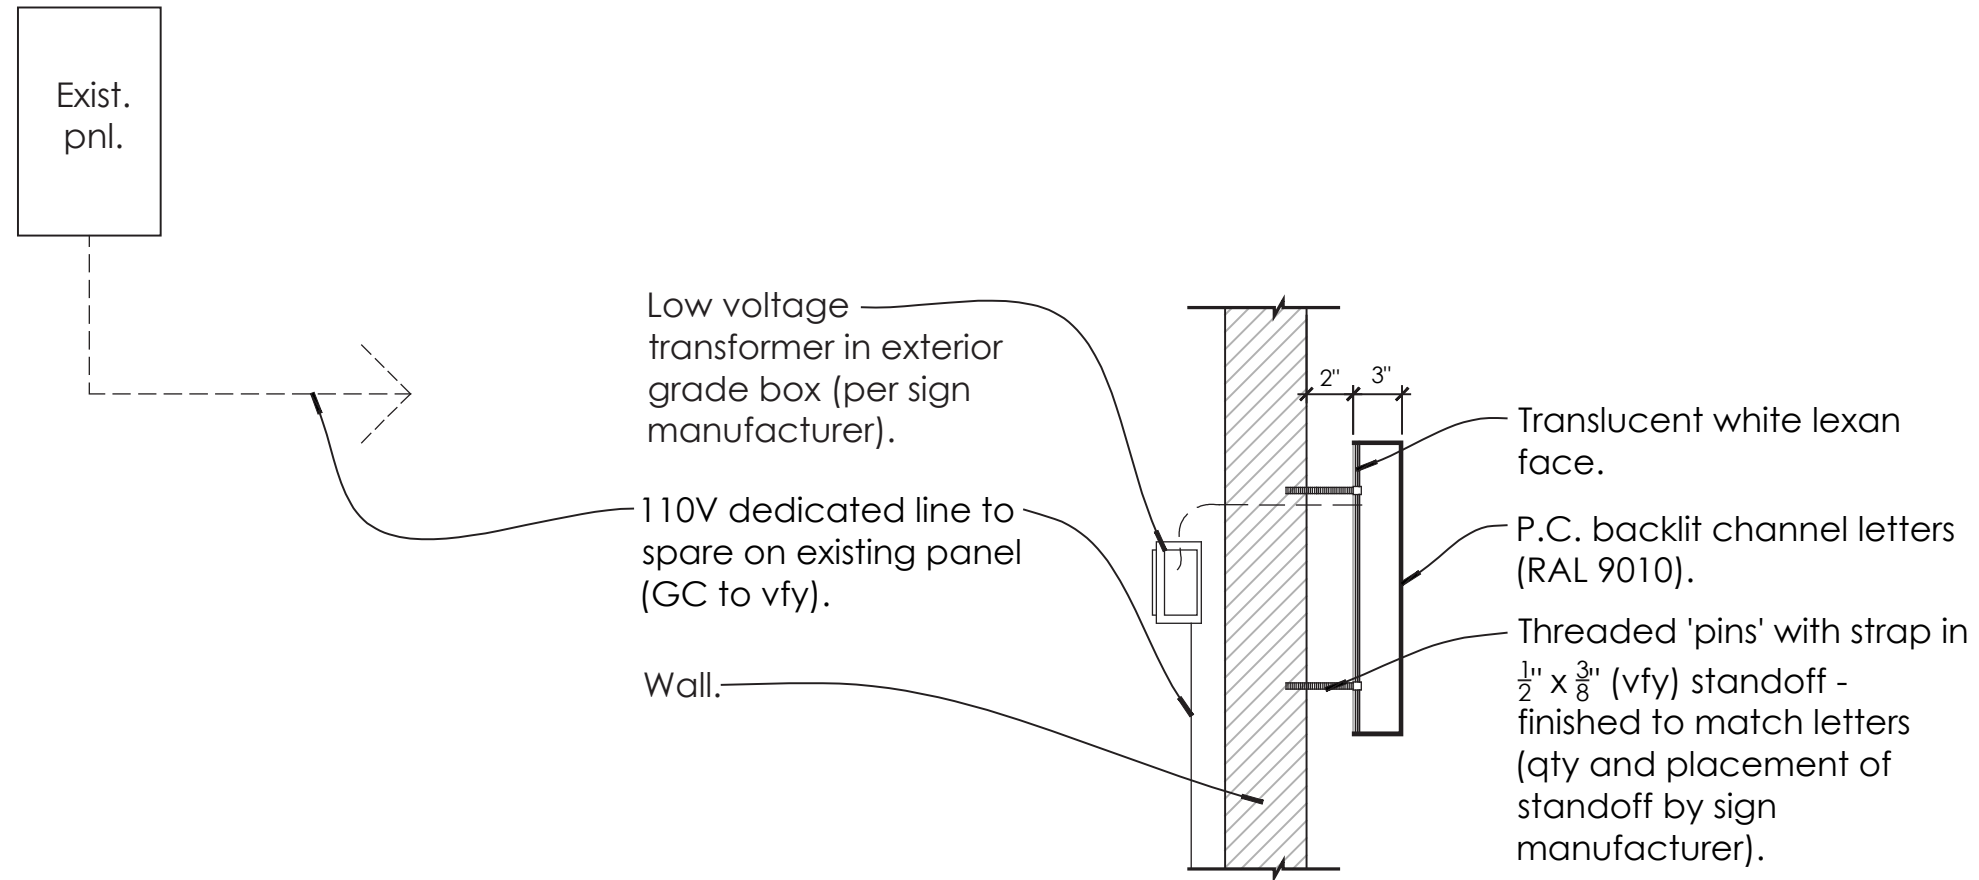 Exist.
pnl.
Low voltage
transformer in exterior
grade box (per sign
manufacturer).
110V dedicated line to
spare on existing panel
(GC to vfy).
Wall.
2" 3"
Translucent white lexan
face.
P.C. backlit channel letters
(RAL 9010).
Threaded 'pins' with strap in
1/2" x 3/8" (vfy) standoff -
finished to match letters
(qty and placement of
standoff by sign
manufacturer).